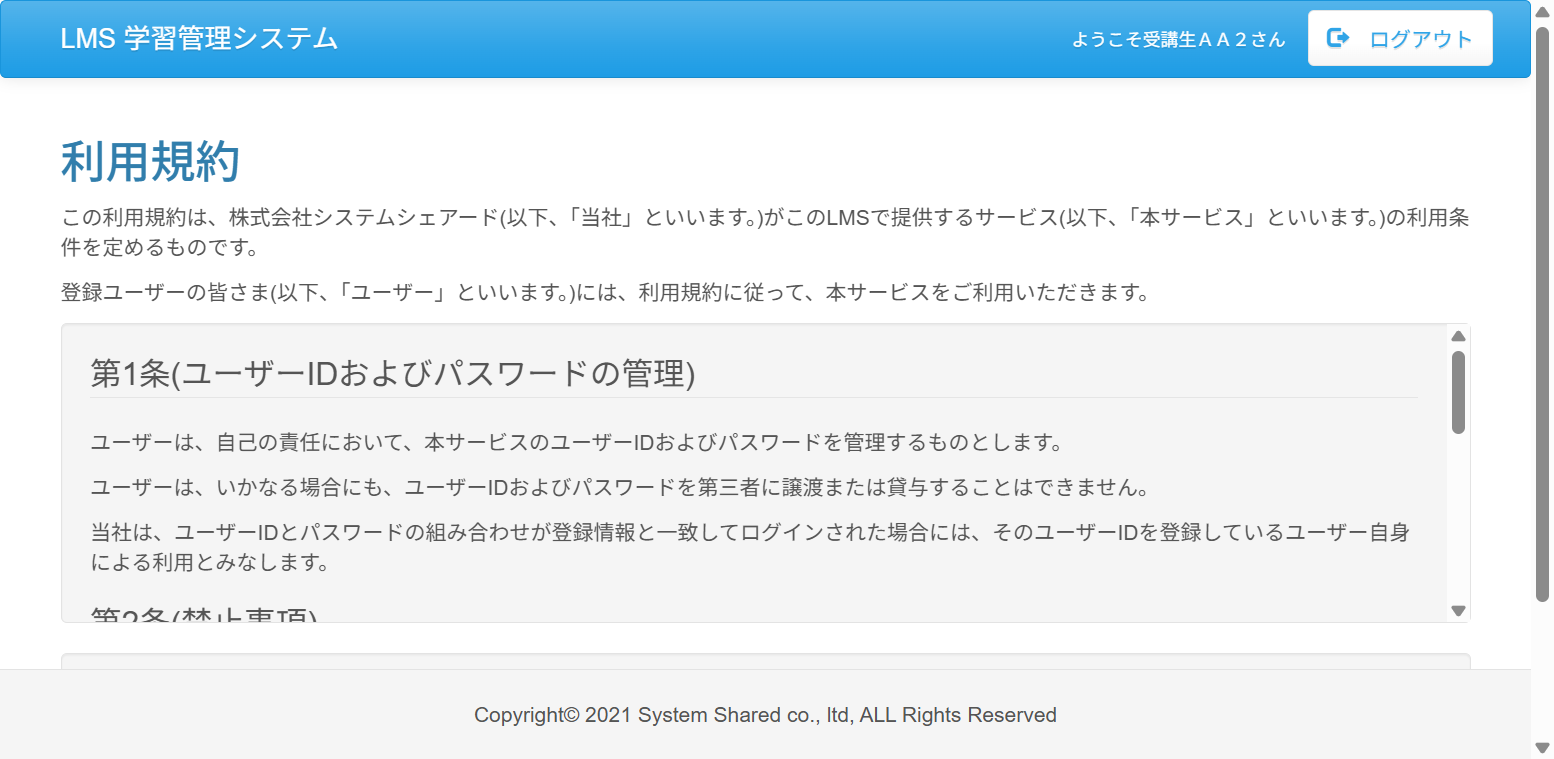 LMS 学習管理システム
ようこそ受講生ＡＡ２さん
ログアウト
利用規約
この利用規約は、株式会社システムシェアード(以下、「当社」といいます。)がこのLMSで提供するサービス(以下、「本サービス」といいます。)の利用条
件を定めるものです。
登録ユーザーの皆さま(以下、「ユーザー」といいます。)には、利用規約に従って、本サービスをご利用いただきます。
第1条(ユーザーIDおよびパスワードの管理)
ユーザーは、自己の責任において、本サービスのユーザーIDおよびパスワードを管理するものとします。
ユーザーは、いかなる場合にも、ユーザーIDおよびパスワードを第三者に譲渡または貸与することはできません。
当社は、ユーザーIDとパスワードの組み合わせが登録情報と一致してログインされた場合には、そのユーザーIDを登録しているユーザー自身
による利用とみなします。
第2条(禁止事項)
Copyright© 2021 System Shared co., ltd, ALL Rights Reserved